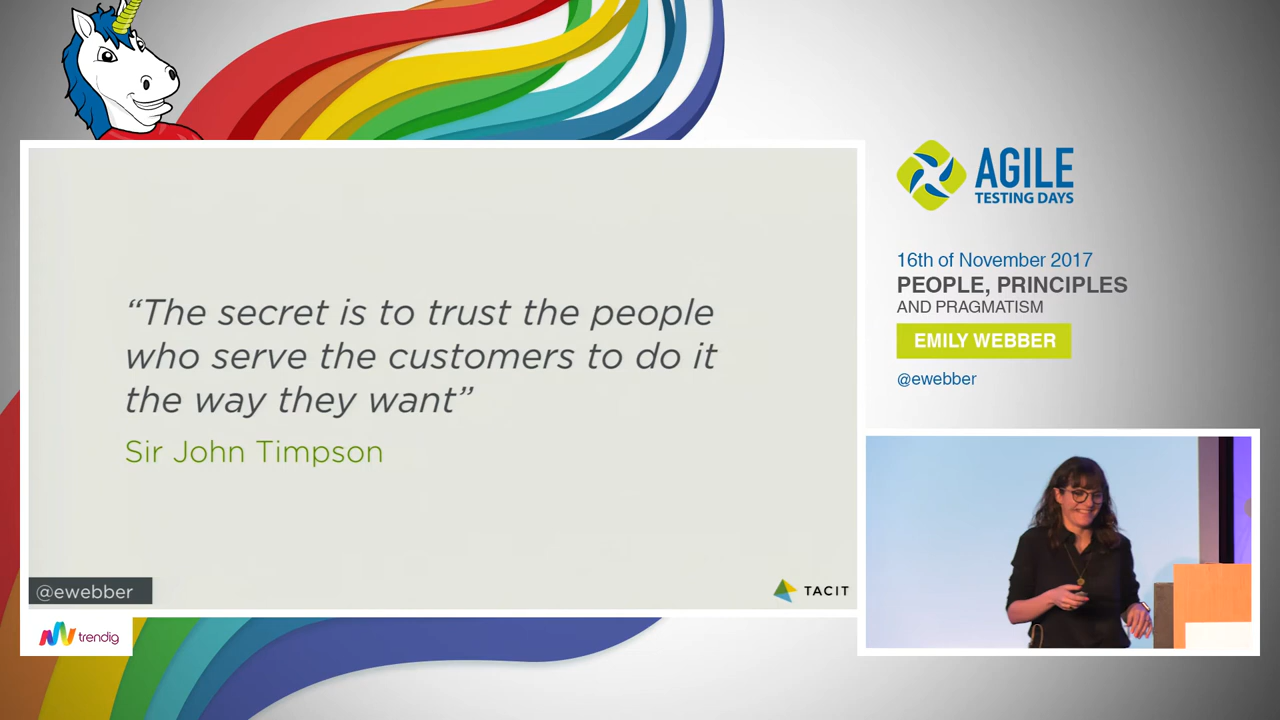 “The secret is to trust the people
who serve the customers to do it
the way they want”
Sir John Timpson
@ewebber
TACIT
trendig
AGILE
TESTING DAYS
16th of November 2017
PEOPLE, PRINCIPLES
AND PRAGMATISM
EMILY WEBBER
@ewebber